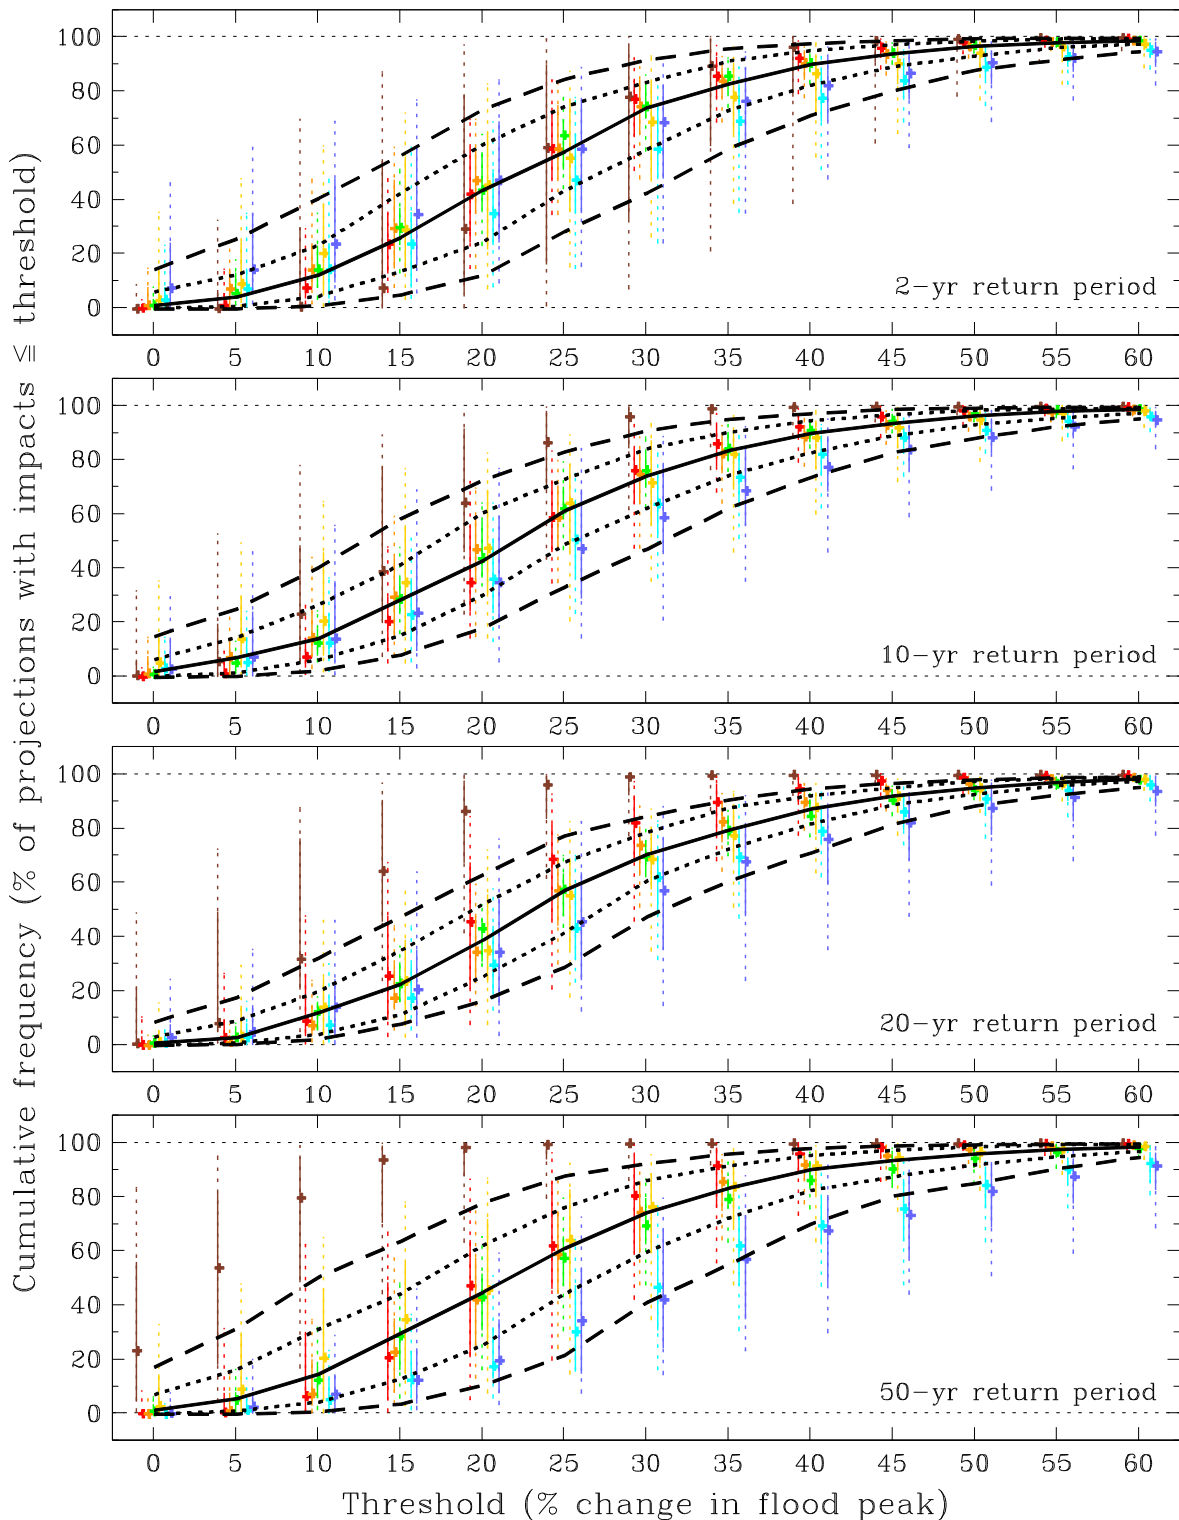 Cumulative frequency (% of projections with impacts ≦ threshold)
100
80
60
40
20
0
2-yr return period
0 5 10 15 20 25 30 35 40 45 50 55 60
100
80
60
40
20
0
10-yr return period
0 5 10 15 20 25 30 35 40 45 50 55 60
100
80
60
40
20
0
20-yr return period
0 5 10 15 20 25 30 35 40 45 50 55 60
100
80
60
40
20
0
50-yr return period
0 5 10 15 20 25 30 35 40 45 50 55 60
Threshold (% change in flood peak)